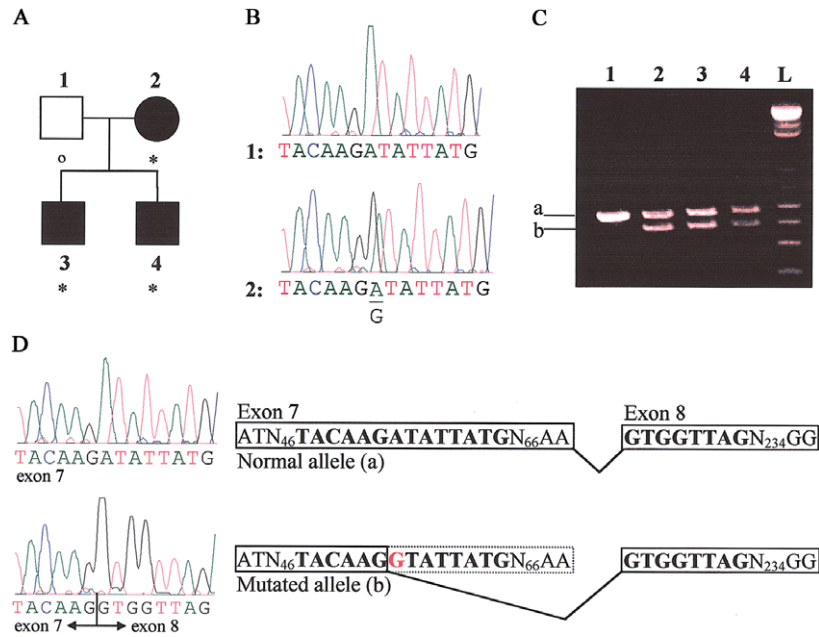 A
1 2
o *
3 4
* *
B
1: TACAAGATATTATG
2: TACAAGATATTATG
G
C
1 2 3 4 L
a
b
D
TACAAGATATTATG
exon 7
TACAAGGTGGTTAG
exon 7 exon 8
Exon 7 Exon 8
ATN46TACAAGATATTATGN66AA GTGGTTAGN234GG
Normal allele (a)
ATN46TACAAGGTATTATGN66AA GTGGTTAGN234GG
Mutated allele (b)